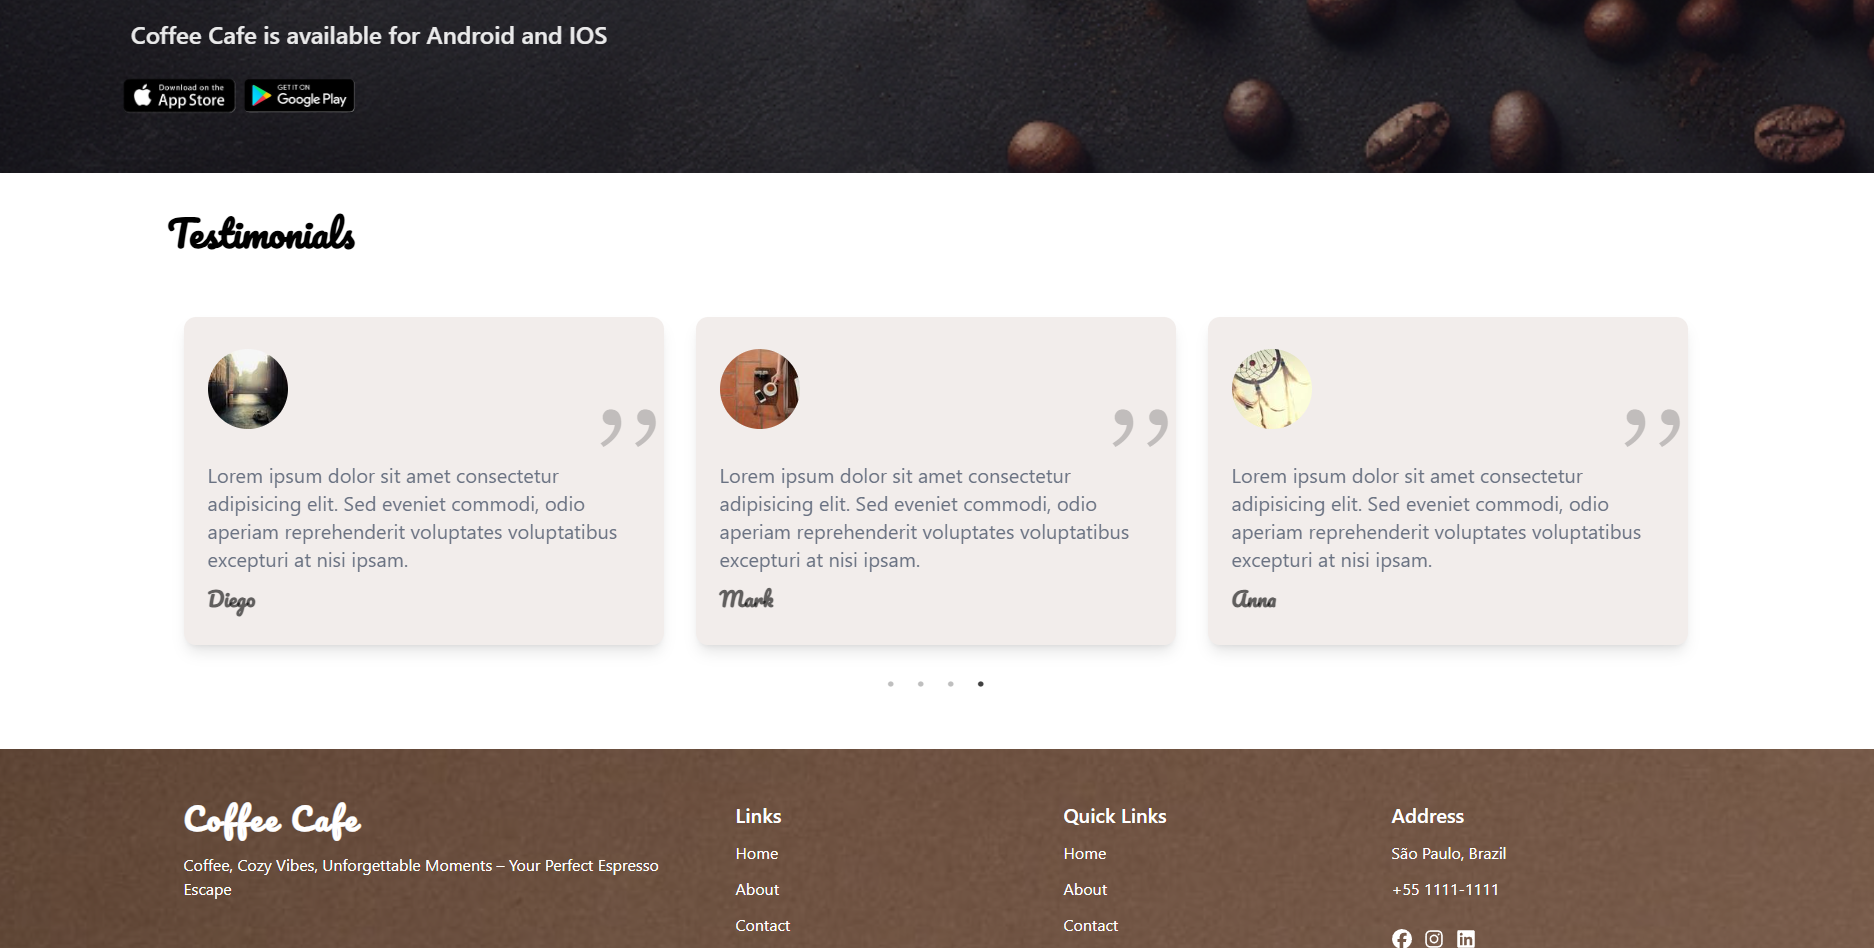 Coffee Cafe is available for Android and IOS
Download on the
App Store
GET IT ON
Google Play
Testimonials
”
Lorem ipsum dolor sit amet consectetur
adipisicing elit. Sed eveniet commodi, odio
aperiam reprehenderit voluptates voluptatibus
excepturi at nisi ipsam.
Diego
”
Lorem ipsum dolor sit amet consectetur
adipisicing elit. Sed eveniet commodi, odio
aperiam reprehenderit voluptates voluptatibus
excepturi at nisi ipsam.
Mark
”
Lorem ipsum dolor sit amet consectetur
adipisicing elit. Sed eveniet commodi, odio
aperiam reprehenderit voluptates voluptatibus
excepturi at nisi ipsam.
Anna
Coffee Cafe
Coffee, Cozy Vibes, Unforgettable Moments – Your Perfect Espresso
Escape
Links
Home
About
Contact
Quick Links
Home
About
Contact
Address
São Paulo, Brazil
+55 1111-1111